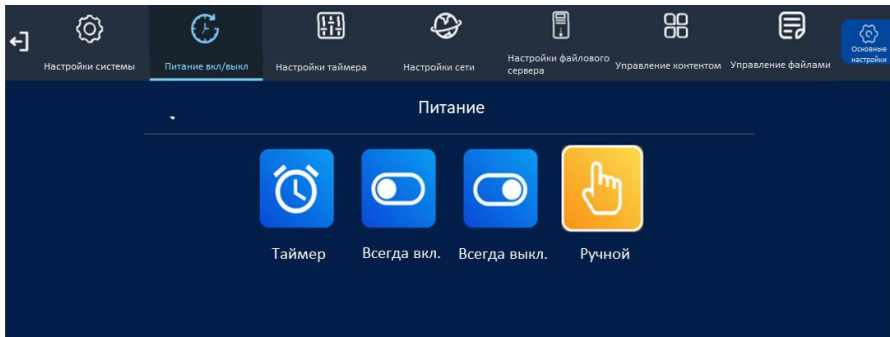 Настройки системы
Питание вкл/выкл
Настройки таймера
Настройки сети
Настройки файлового
сервера
Управление контентом
Управление файлами
Основные
настройки
Питание
Таймер
Всегда вкл.
Всегда выкл.
Ручной